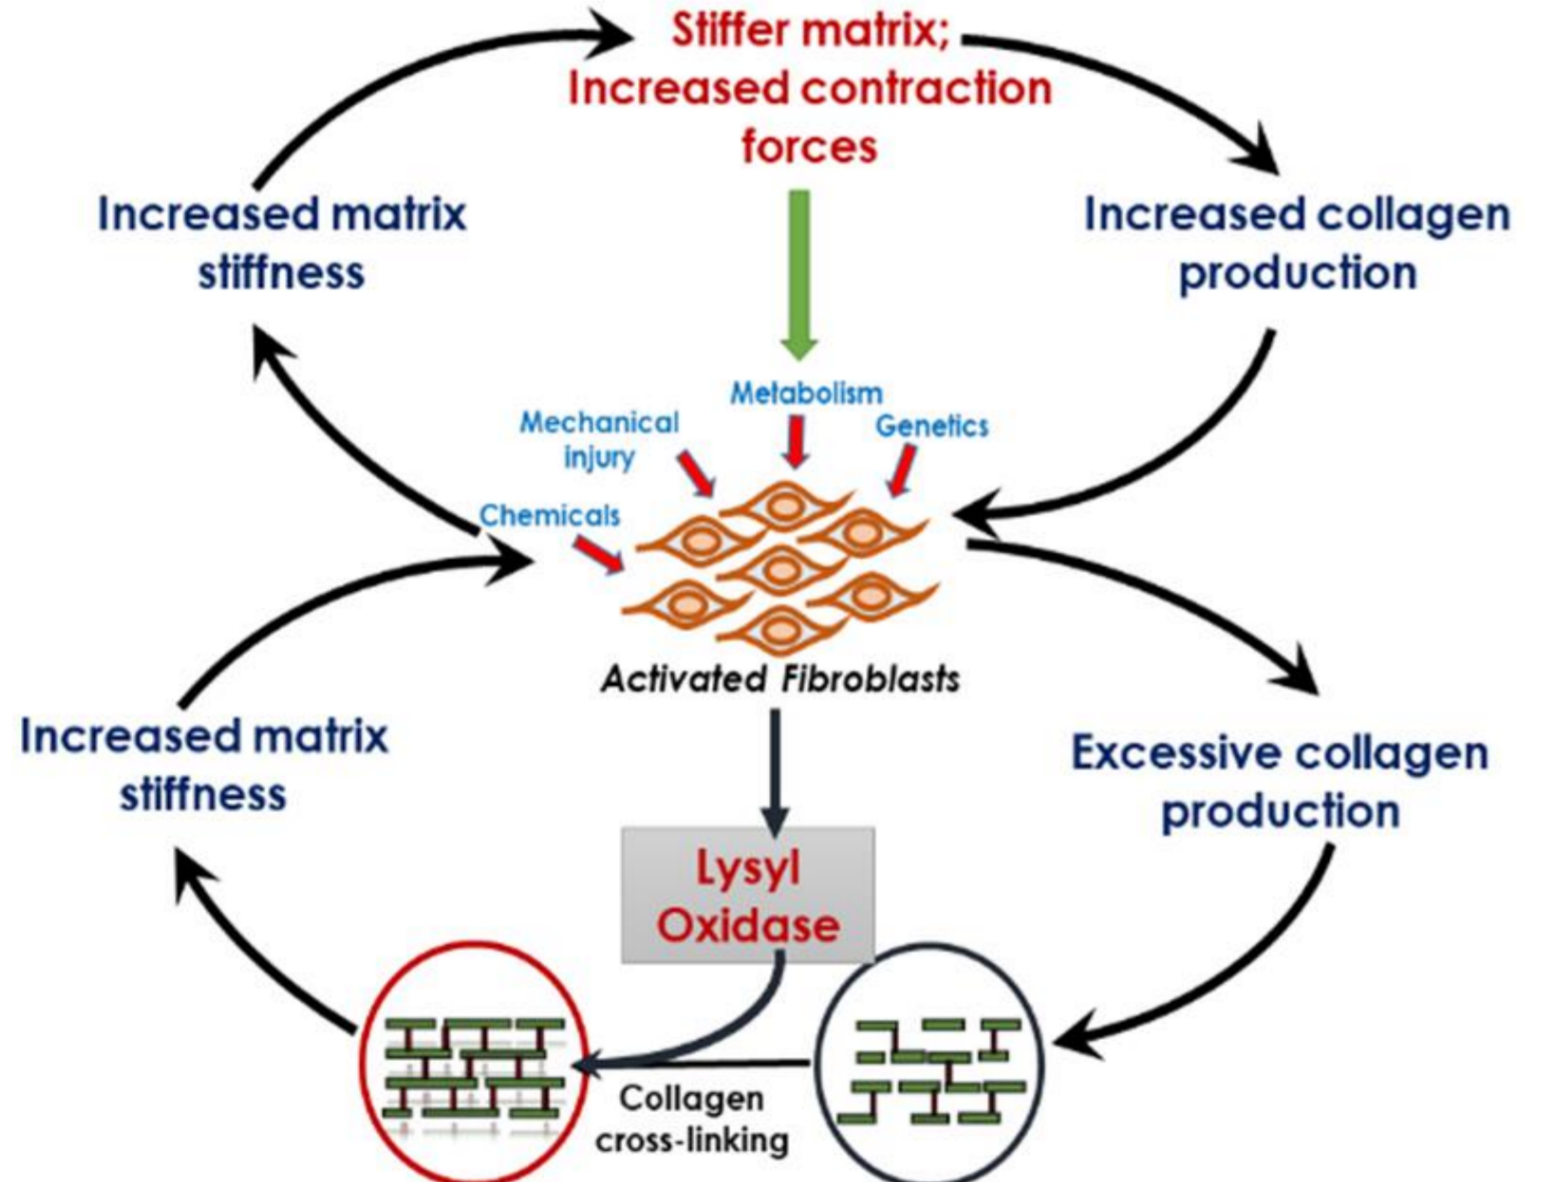 Stiffer matrix;
Increased contraction
forces
Increased matrix
stiffness
Increased collagen
production
Metabolism
Mechanical
injury
Genetics
Chemicals
Activated Fibroblasts
Increased matrix
stiffness
Excessive collagen
production
Lysyl
Oxidase
Collagen
cross-linking